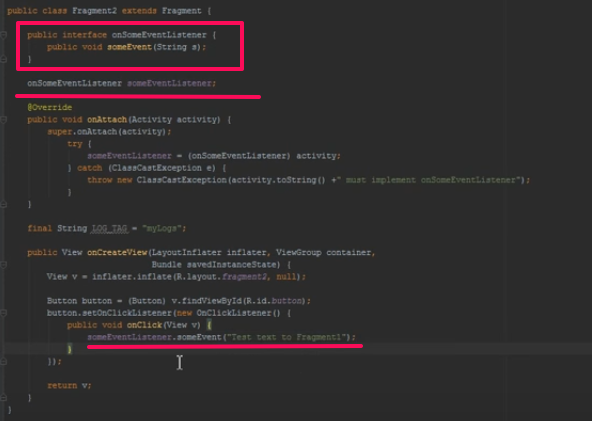 public class Fragment2 extends Fragment {
public interface onSomeEventListener {
public void someEvent(String s);
}
onSomeEventListener someEventListener;
@Override
public void onAttach(Activity activity) {
super.onAttach(activity);
try {
someEventListener = (onSomeEventListener) activity;
} catch (ClassCastException e) {
throw new ClassCastException(activity.toString() +" must implement onSomeEventListener");
}
}
final String LOG_TAG = "myLogs";
public View onCreateView(LayoutInflater inflater, ViewGroup container,
Bundle savedInstanceState) {
View v = inflater.inflate(R.layout.fragment2, null);
Button button = (Button) v.findViewById(R.id.button);
button.setOnClickListener(new OnClickListener() {
public void onClick(View v) {
someEventListener.someEvent("Test text to Fragment1");
}
});
return v;
}
}